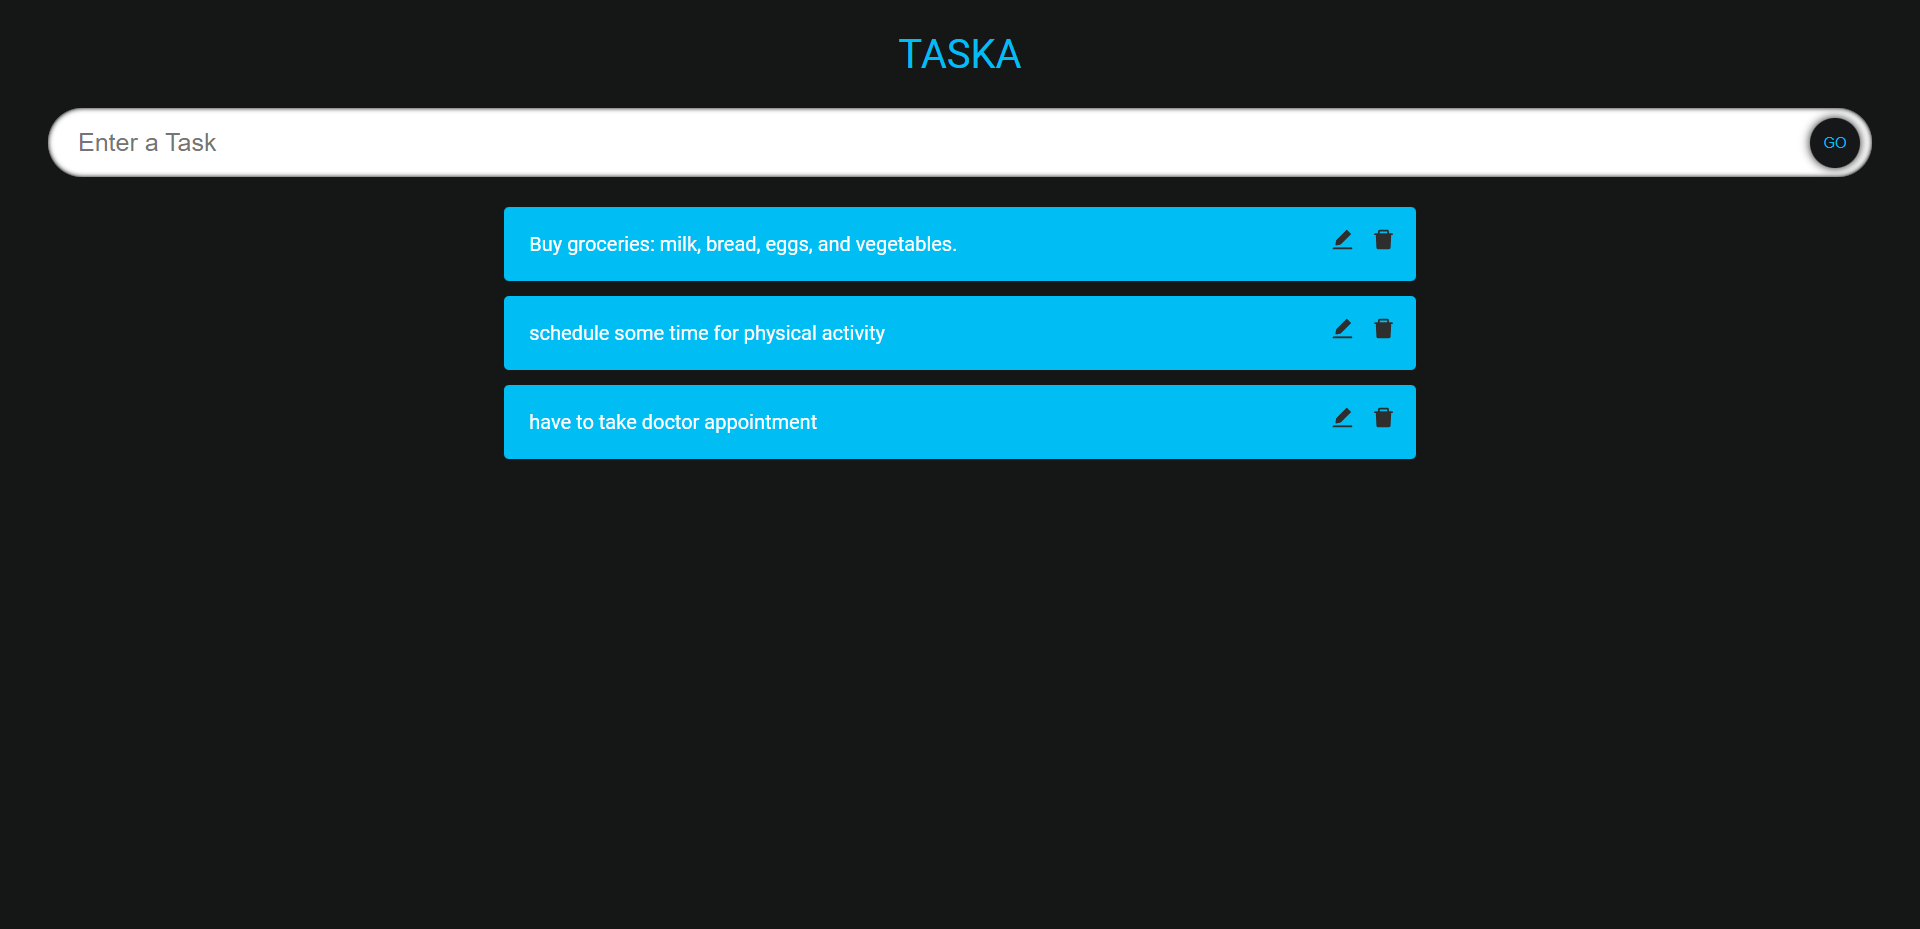 TASKA
Enter a Task
GO
Buy groceries: milk, bread, eggs, and vegetables.
schedule some time for physical activity
have to take doctor appointment